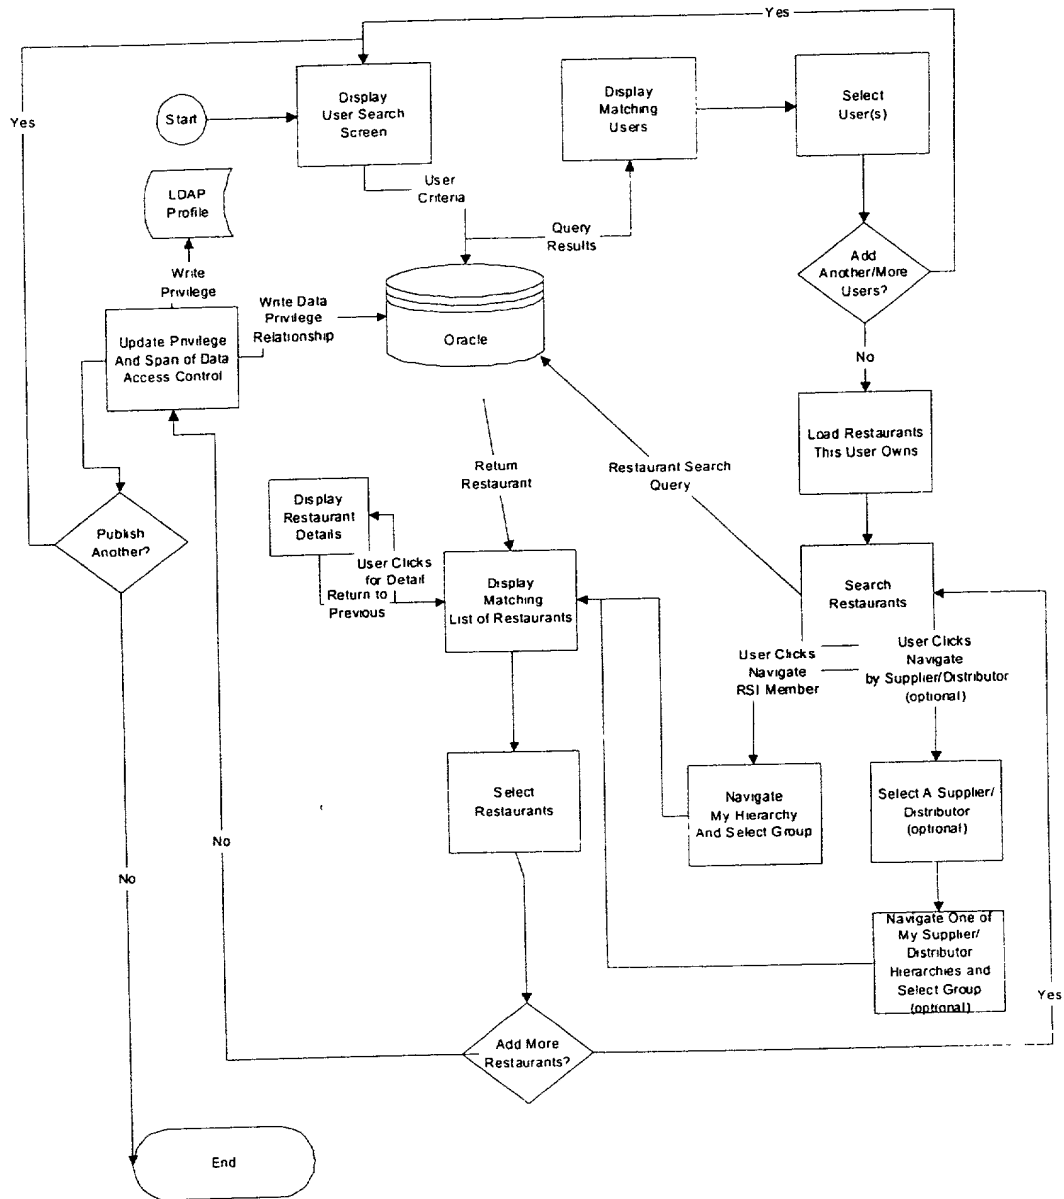 Yes
Yes
Start
Display
User Search
Screen
Display
Matching
Users
Select
User(s)
LDAP
Profile
User
Criteria
Query
Results
Add
Another/More
Users?
Write
Privilege
Write Data
Privilege
Relationship
Oracle
Update Privilege
And Span of Data
Access Control
No
Load Restaurants
This User Owns
Return
Restaurant
Restaurant Search
Query
Display
Restaurant
Details
Publish
Another?
User Clicks
for Detail
Return to
Previous
Display
Matching
List of Restaurants
Search
Restaurants
User Clicks
Navigate
RSI Member
User Clicks
Navigate
by Supplier/Distributor
(optional)
Select
Restaurants
Navigate
My Hierarchy
And Select Group
Select A Supplier/
Distributor
(optional)
No
No
Navigate One of
My Supplier/
Distributor
Hierarchies and
Select Group
(optional)
Yes
Add More
Restaurants?
End